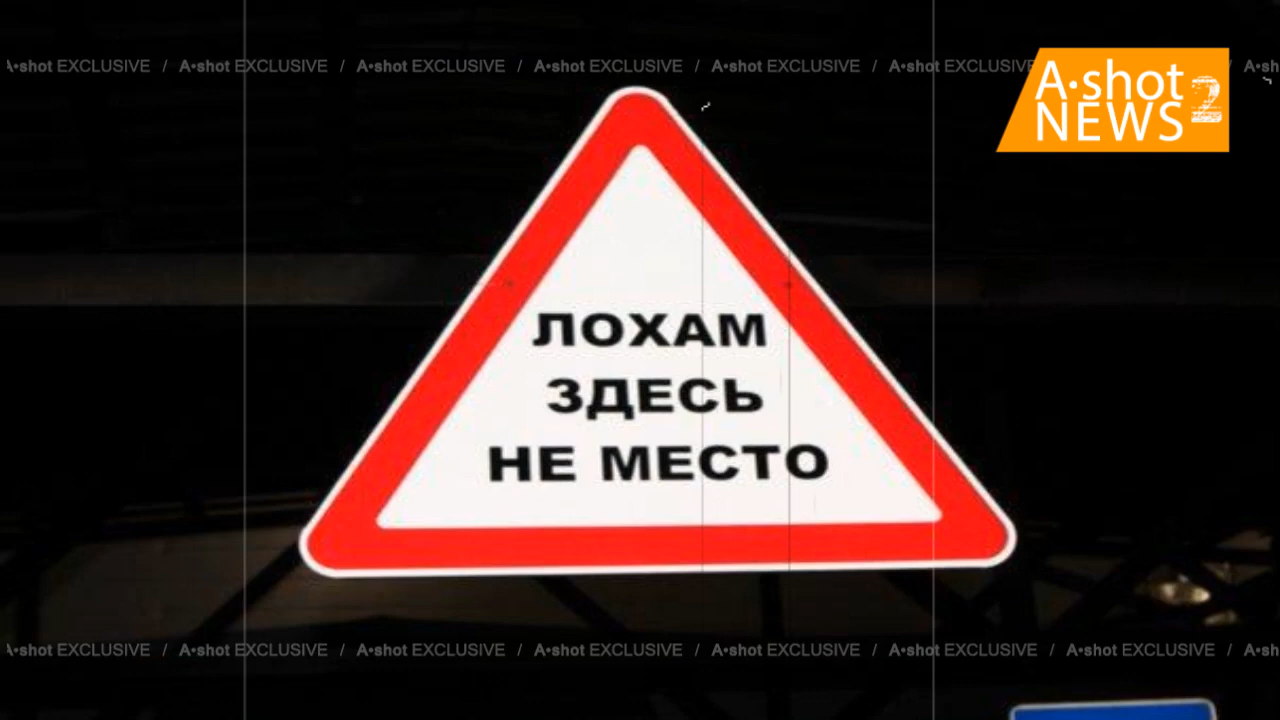 A•shot EXCLUSIVE / A•shot EXCLUSIVE / A•shot EXCLUSIVE / A•shot EXCLUSIVE / A•shot EXCLUSIVE / A•shot EXCLUSIVE
A•shot
NEWS 2
ЛОХАМ
ЗДЕСЬ
НЕ МЕСТО
A•shot EXCLUSIVE / A•shot EXCLUSIVE / A•shot EXCLUSIVE / A•shot EXCLUSIVE / A•shot EXCLUSIVE / A•shot EXCLUSIVE / A•shot EXCLUSIVE /